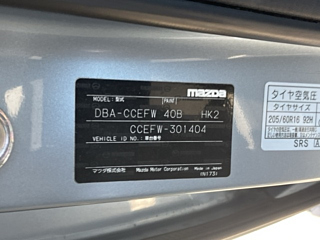 mazda
MODEL: 型式
PAINT
DBA-CCEFW 40B HK2
CCEFW-301404
VEHICLE ID NO.: 車台番号
マツダ株式会社 Mazda Motor Corporation Made in Japan
(N173)
タイヤ空気圧
タイヤサイズ
205/60R16 92H
SRS